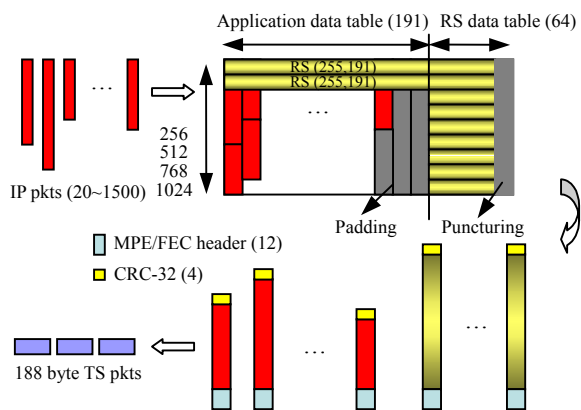 Application data table (191)
RS data table (64)
RS (255,191)
RS (255,191)
...
...
...
256
512
768
1024
IP pkts (20~1500)
Padding
Puncturing
MPE/FEC header (12)
CRC-32 (4)
...
...
188 byte TS pkts